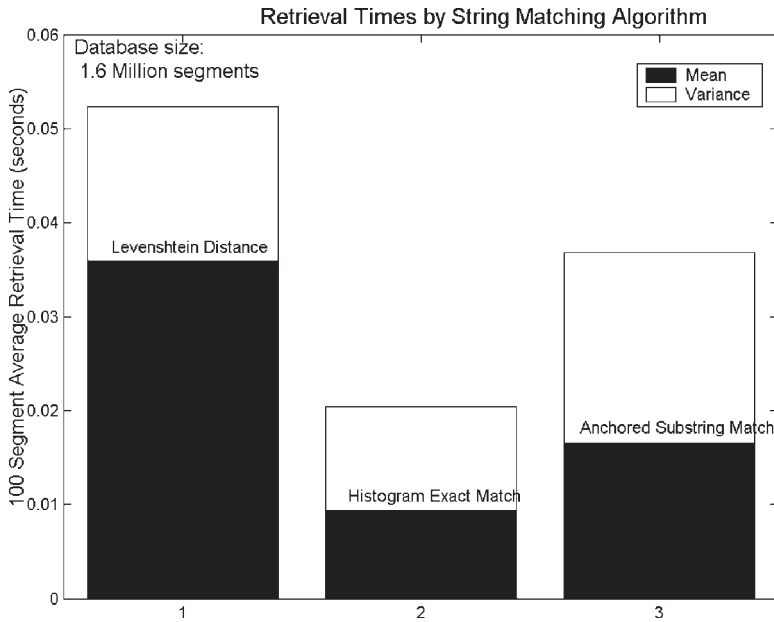 Retrieval Times by String Matching Algorithm
0.06
Database size:
1.6 Million segments
Mean
Variance
0.05
0.04
Levenshtein Distance
0.03
0.02
Anchored Substring Match
Histogram Exact Match
0.01
0
1
2
3
100 Segment Average Retrieval Time (seconds)